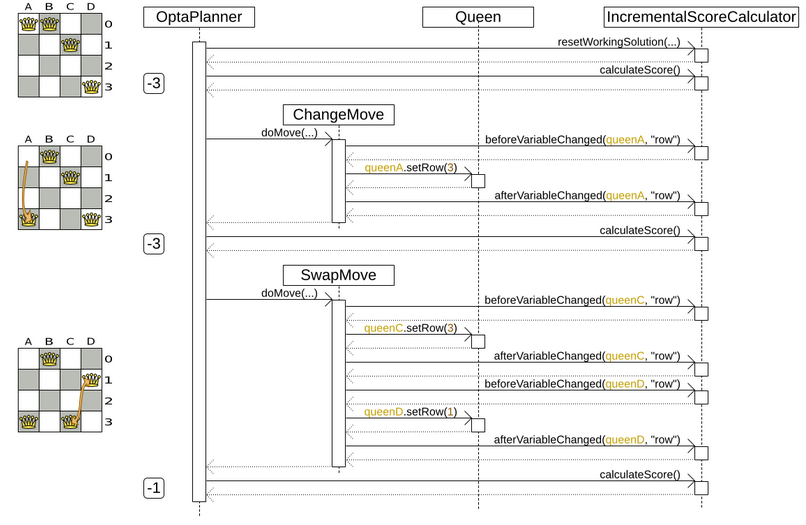 OptaPlanner Queen IncrementalScoreCalculator
A B C D
0
1
2
3
resetWorkingSolution(...)
calculateScore()
-3
ChangeMove
doMove(...)
beforeVariableChanged(queenA, "row")
queenA.setRow(3)
afterVariableChanged(queenA, "row")
A B C D
0
1
2
3
calculateScore()
-3
SwapMove
doMove(...)
beforeVariableChanged(queenC, "row")
queenC.setRow(3)
afterVariableChanged(queenC, "row")
beforeVariableChanged(queenD, "row")
queenD.setRow(1)
afterVariableChanged(queenD, "row")
A B C D
0
1
2
3
calculateScore()
-1